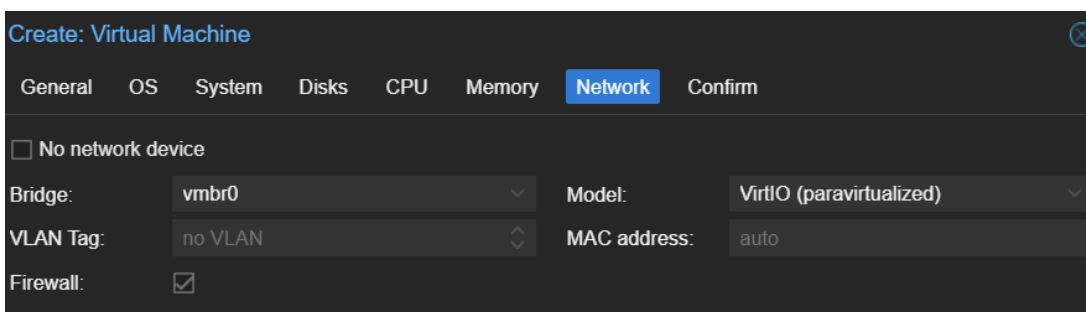 Create: Virtual Machine
General OS System Disks CPU Memory Network Confirm
No network device
Bridge: vmbr0 Model: VirtIO (paravirtualized)
VLAN Tag: no VLAN MAC address: auto
Firewall: